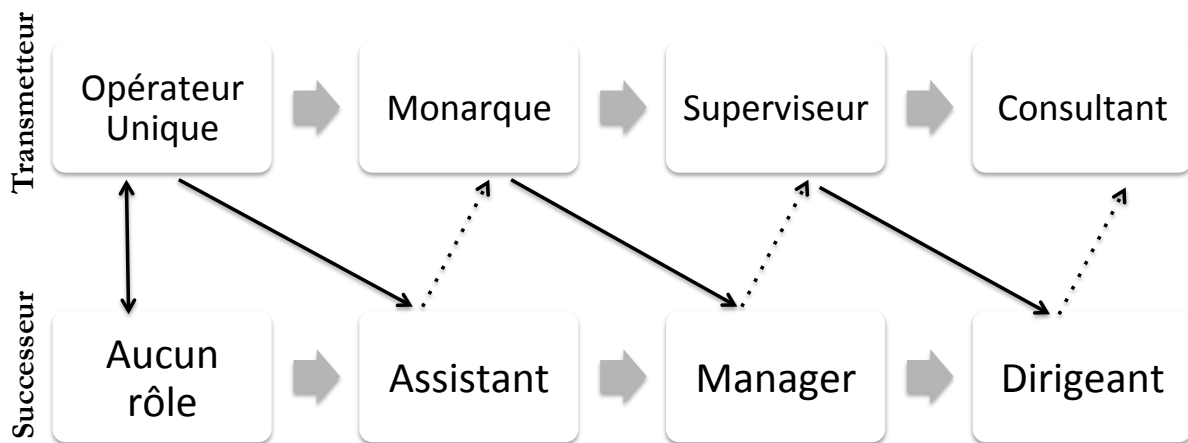 Transmetteur
Opérateur
Unique
Monarque
Superviseur
Consultant
Successeur
Aucun
rôle
Assistant
Manager
Dirigeant